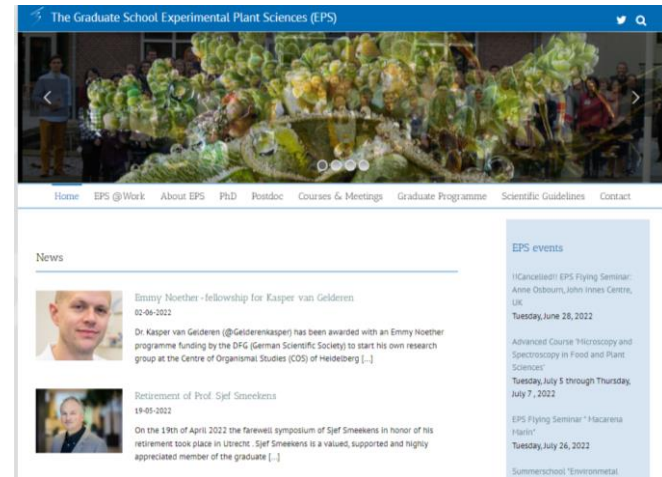 The Graduate School Experimental Plant Sciences (EPS)
Home EPS @Work About EPS PhD Postdoc Courses & Meetings Graduate Programme Scientific Guidelines Contact
News
Emmy Noether-fellowship for Kasper van Gelderen
02-06-2022
Dr. Kasper van Gelderen (@Gelderenkasper) has been awarded with an Emmy Noether
programme funding by the DFG (German Scientific Society) to start his own research
group at the Centre of Organismal Studies (COS) of Heidelberg [...]
Retirement of Prof. Sjef Smeekens
19-05-2022
On the 19th of April 2022 the farewell symposium of Sjef Smeekens in honor of his
retirement took place in Utrecht . Sjef Smeekens is a valued, supported and highly
appreciated member of the graduate [...]
EPS events
!!Cancelled!! EPS Flying Seminar:
Anne Osbourn, John Innes Centre,
UK
Tuesday, June 28, 2022
Advanced Course 'Microscopy and
Spectroscopy in Food and Plant
Sciences'
Tuesday, July 5 through Thursday,
July 7 , 2022
EPS Flying Seminar " Macarena
Marín"
Tuesday, July 26, 2022
Summerschool "Environmetal